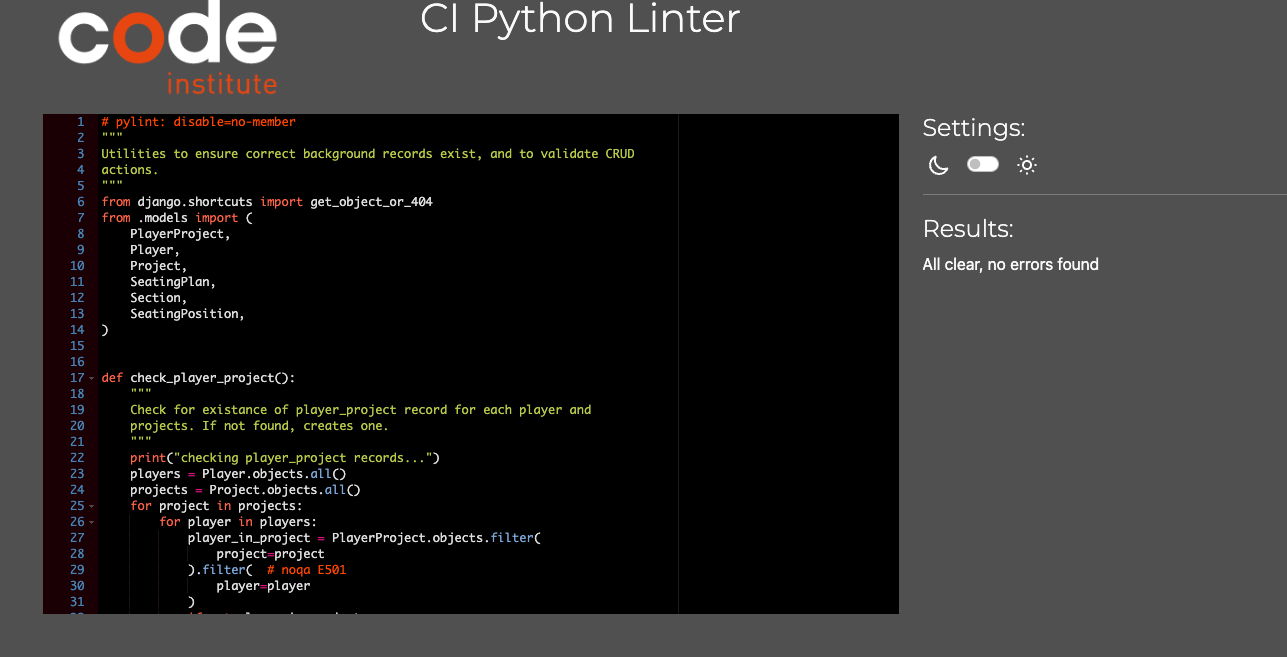 code
institute
CI Python Linter
1 # pylint: disable=no-member
2 """
3 Utilities to ensure correct background records exist, and to validate CRUD
4 actions.
5 """
6 from django.shortcuts import get_object_or_404
7 from .models import (
8     PlayerProject,
9     Player,
10     Project,
11     SeatingPlan,
12     Section,
13     SeatingPosition,
14 )
15
16
17 def check_player_project():
18     """
19     Check for existance of player_project record for each player and
20     projects. If not found, creates one.
21     """
22     print("checking player_project records...")
23     players = Player.objects.all()
24     projects = Project.objects.all()
25     for project in projects:
26         for player in players:
27             player_in_project = PlayerProject.objects.filter(
28                 project=project
29             ).filter(  # noqa E501
30                 player=player
31             )
Settings:
Results:
All clear, no errors found